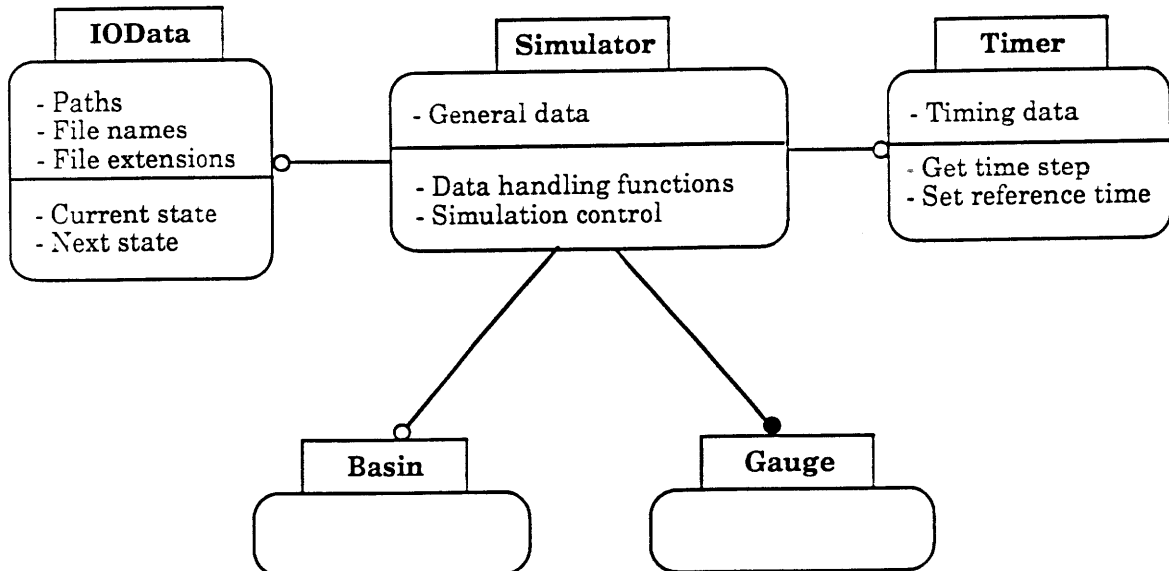 IOData
- Paths
- File names
- File extensions
- Current state
- Next state
Simulator
- General data
- Data handling functions
- Simulation control
Timer
- Timing data
- Get time step
- Set reference time
Basin
Gauge